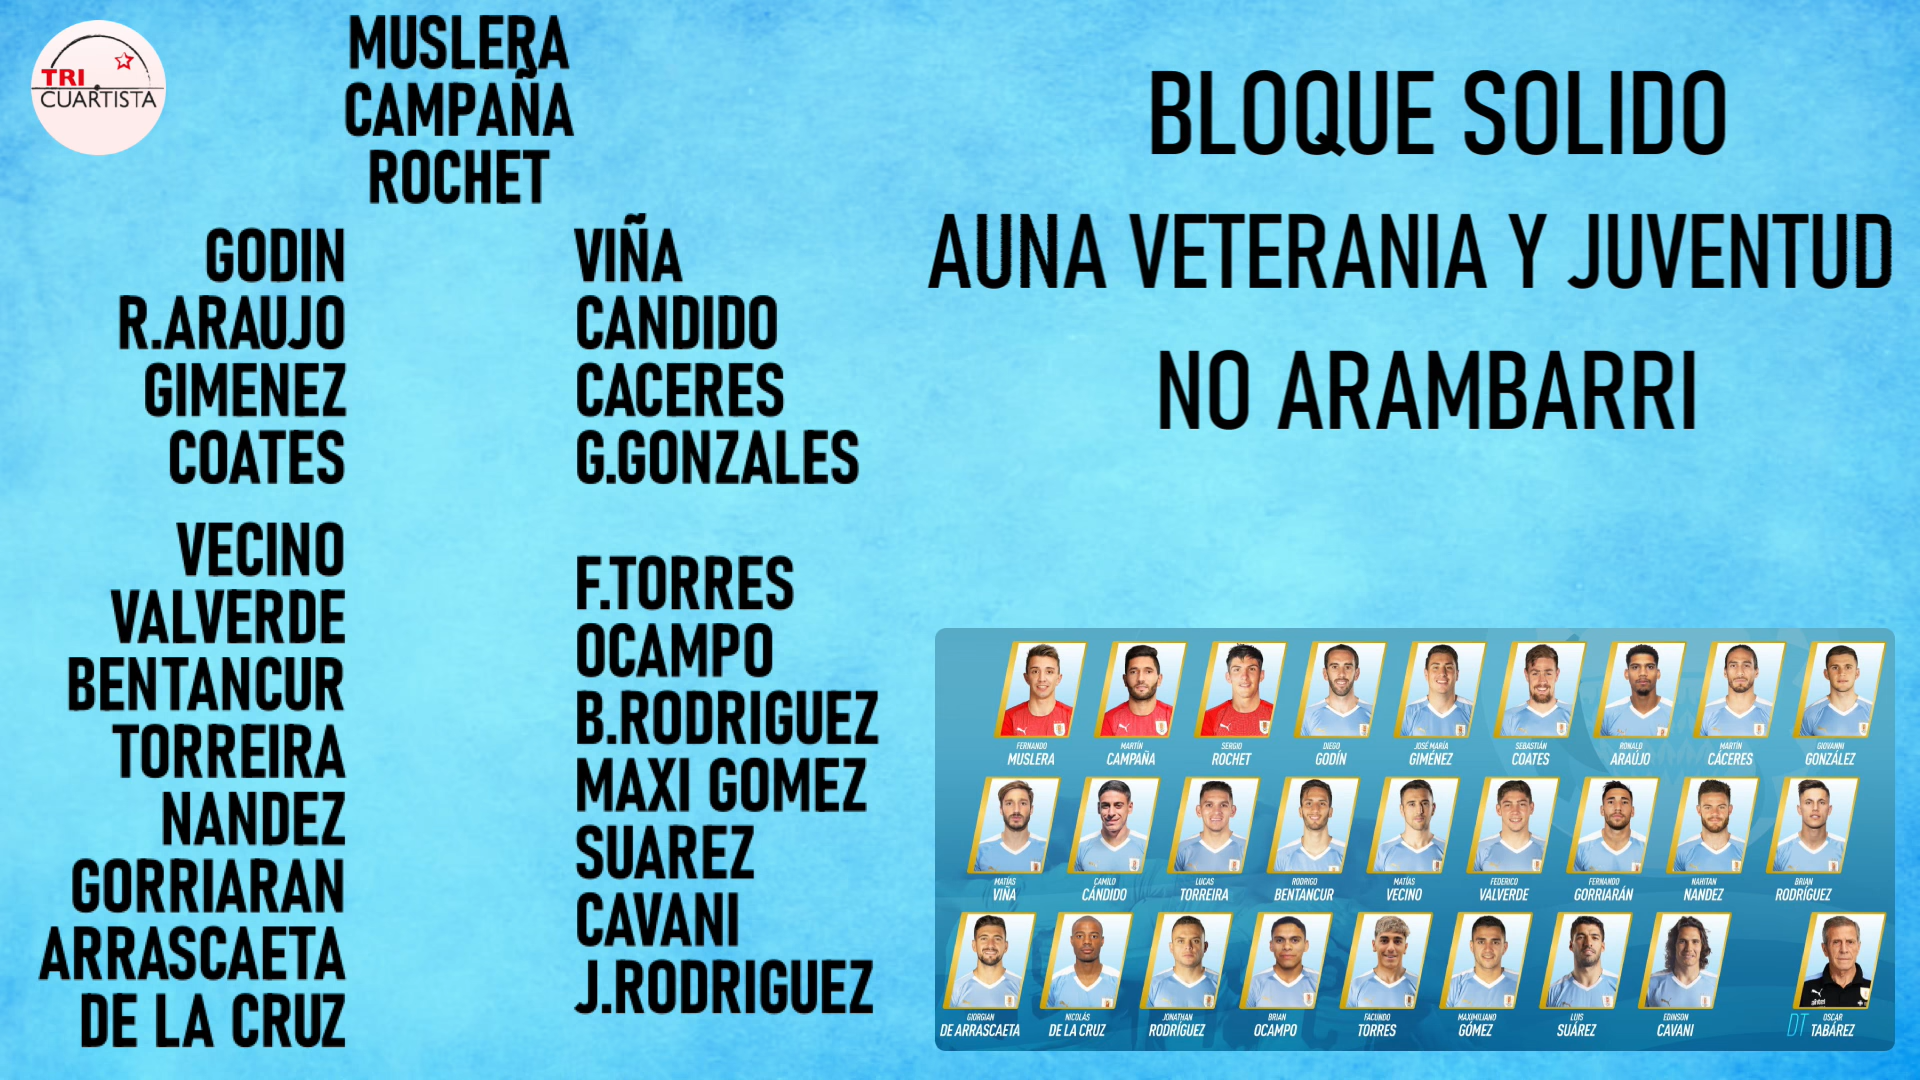 TRI
CUARTISTA
MUSLERA
CAMPAÑA
ROCHET
GODIN
R.ARAUJO
GIMENEZ
COATES
VIÑA
CANDIDO
CACERES
G.GONZALES
VECINO
VALVERDE
BENTANCUR
TORREIRA
NANDEZ
GORRIARAN
ARRASCAETA
DE LA CRUZ
F.TORRES
OCAMPO
B.RODRIGUEZ
MAXI GOMEZ
SUAREZ
CAVANI
J.RODRIGUEZ
BLOQUE SOLIDO
AUNA VETERANIA Y JUVENTUD
NO ARAMBARRI
FERNANDO
MUSLERA
MARTÍN
CAMPAÑA
SERGIO
ROCHET
DIEGO
GODÍN
JOSÉ MARÍA
GIMÉNEZ
SEBASTIÁN
COATES
RONALD
ARAÚJO
MARTÍN
CÁCERES
GIOVANNI
GONZÁLEZ
MATÍAS
VIÑA
CAMILO
CÁNDIDO
LUCAS
TORREIRA
RODRIGO
BENTANCUR
MATÍAS
VECINO
FEDERICO
VALVERDE
FERNANDO
GORRIARÁN
NAHITAN
NANDEZ
BRIAN
RODRÍGUEZ
GIORGIAN
DE ARRASCAETA
NICOLÁS
DE LA CRUZ
JONATHAN
RODRÍGUEZ
BRIAN
OCAMPO
FACUNDO
TORRES
MAXIMILIANO
GÓMEZ
LUIS
SUÁREZ
EDINSON
CAVANI
DT OSCAR
TABÁREZ